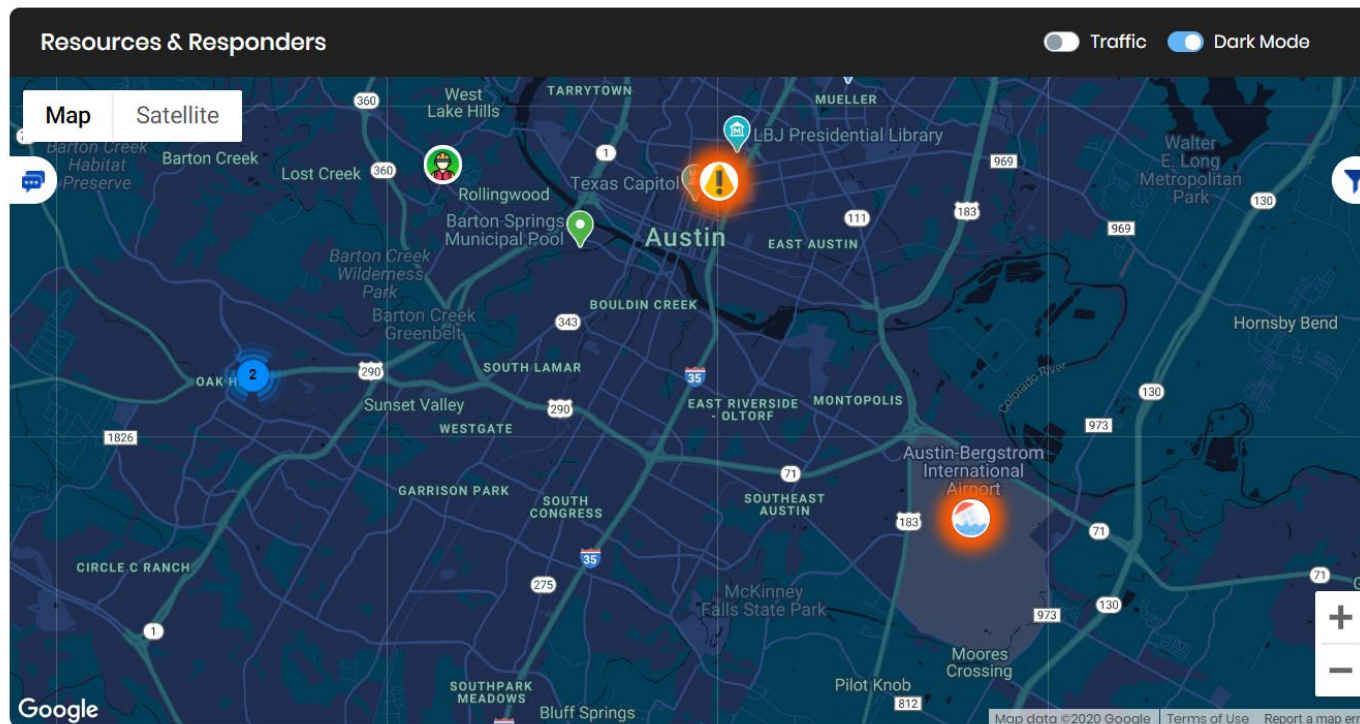 Resources & Responders
Traffic
Dark Mode
Map
Satellite
360
West
Lake Hills
TARRYTOWN
MUELLER
LBJ Presidential Library
Barton Creek
Habitat
Preserve
Barton Creek
Lost Creek
360
1
Texas Capitol
969
Walter
E. Long
Metropolitan
Park
Rollingwood
130
Barton Springs
Municipal Pool
Austin
111
183
969
EAST AUSTIN
Barton Creek
Wilderness
Park
Barton Creek
Greenbelt
BOULDIN CREEK
343
Hornsby Bend
OAK H
2
290
SOUTH LAMAR
35
Colorado River
130
Sunset Valley
290
EAST RIVERSIDE
- OLTORF
MONTOPOLIS
WESTGATE
973
1826
Austin-Bergstrom
International
Airport
71
GARRISON PARK
SOUTH
CONGRESS
SOUTHEAST
AUSTIN
183
71
35
CIRCLE C RANCH
275
71
McKinney
Falls State Park
130
973
1
Moores
Crossing
SOUTHPARK
MEADOWS
Pilot Knob
812
Bluff Springs
Google
Map data ©2020 Google
Terms of Use
Report a map er